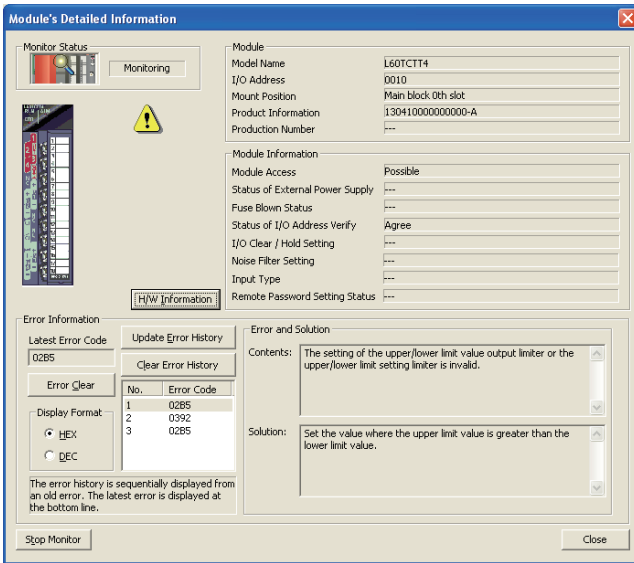 Module's Detailed Information
Monitor Status
Monitoring
Module
Model Name L60TCTT4
I/O Address 0010
Mount Position Main block 0th slot
Product Information 130410000000000-A
Production Number ---
Module Information
Module Access Possible
Status of External Power Supply ---
Fuse Blown Status ---
Status of I/O Address Verify Agree
I/O Clear / Hold Setting ---
Noise Filter Setting ---
Input Type ---
Remote Password Setting Status ---
H/W Information
Error Information
Latest Error Code
02B5
Error Clear
Display Format
HEX
DEC
Update Error History
Clear Error History
No. Error Code
1 02B5
2 0392
3 02B5
The error history is sequentially displayed from
an old error. The latest error is displayed at
the bottom line.
Error and Solution
Contents: The setting of the upper/lower limit value output limiter or the
upper/lower limit setting limiter is invalid.
Solution: Set the value where the upper limit value is greater than the
lower limit value.
Stop Monitor
Close